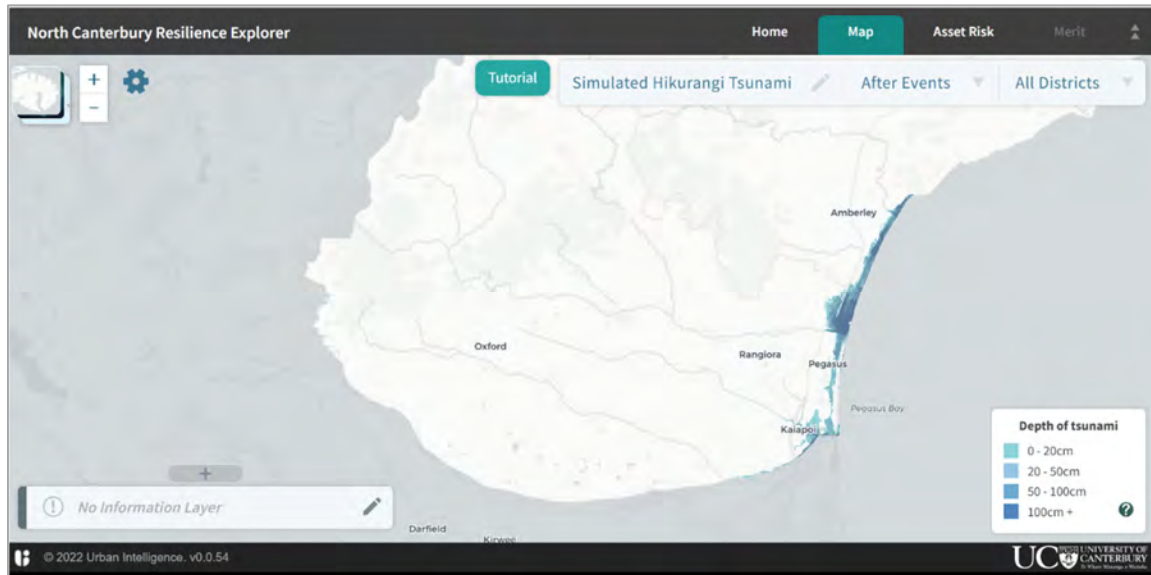 North Canterbury Resilience Explorer
Home
Map
Asset Risk
Merit
+
−
Tutorial
Simulated Hikurangi Tsunami
After Events
All Districts
Amberley
Oxford
Rangiora
Pegasus
Pegasus Bay
Kaiapoi
Depth of tsunami
0 - 20cm
20 - 50cm
50 - 100cm
100cm +
?
+
! No Information Layer
Darfield
Kirwee
© 2022 Urban Intelligence. v0.0.54
UC
UNIVERSITY OF
CANTERBURY